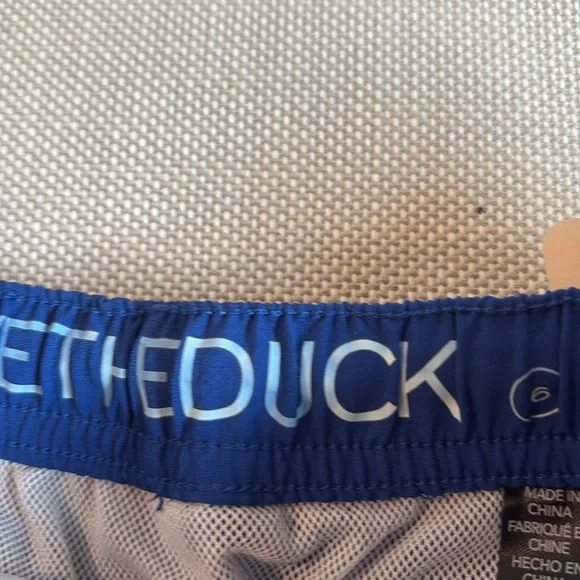 ETHEDUCK
6
MADE IN
CHINA
FABRIQUÉ E
CHINE
HECHO EN